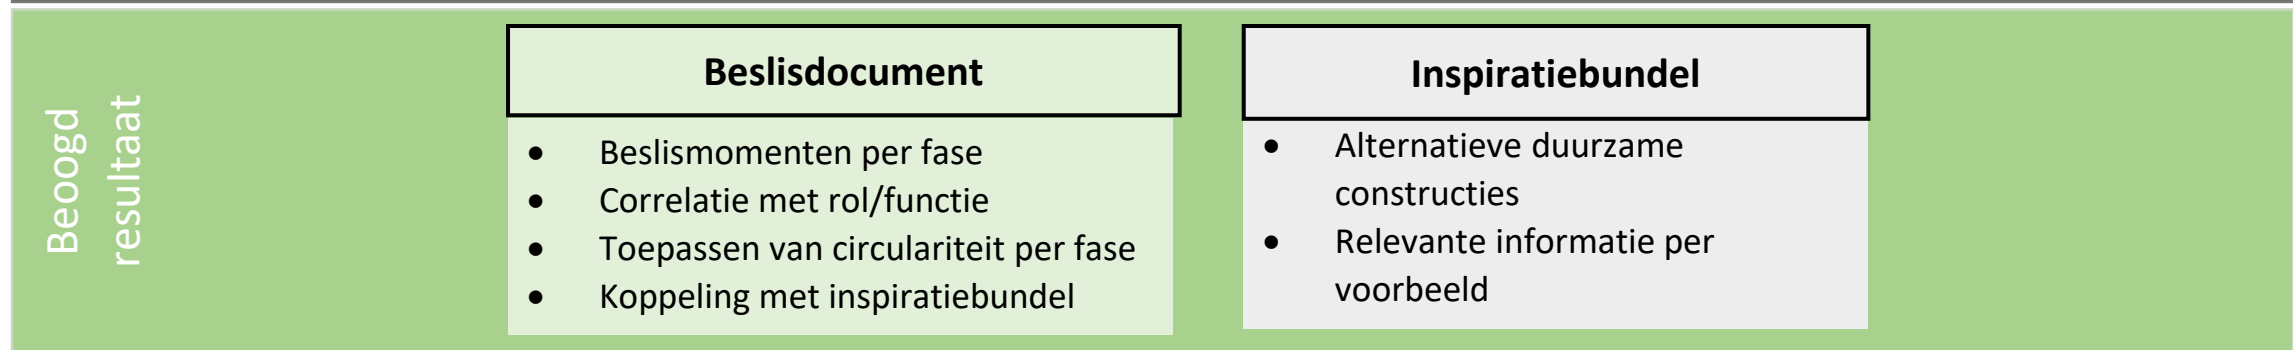 Beoogd
resultaat
Beslisdocument
• Beslismomenten per fase
• Correlatie met rol/functie
• Toepassen van circulariteit per fase
• Koppeling met inspiratiebundel
Inspiratiebundel
• Alternatieve duurzame
constructies
• Relevante informatie per
voorbeeld